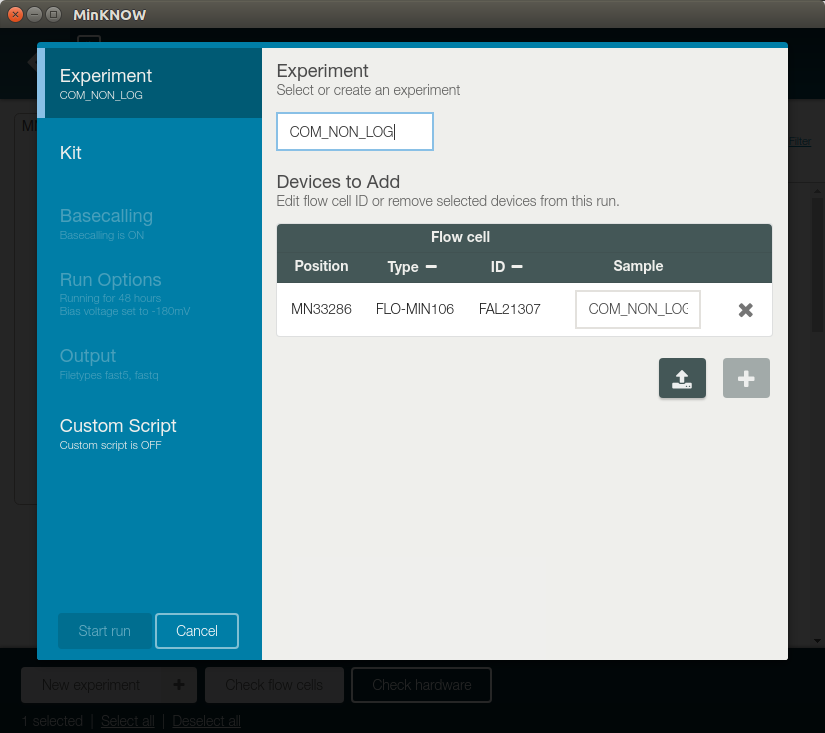 MinKNOW
Experiment
COM_NON_LOG
Kit
Basecalling
Basecalling is ON
Run Options
Running for 48 hours
Bias voltage set to -180mV
Output
Filetypes fast5, fastq
Custom Script
Custom script is OFF
Start run
Cancel
Experiment
Select or create an experiment
COM_NON_LOG
Devices to Add
Edit flow cell ID or remove selected devices from this run.
Flow cell
Position Type ID Sample
MN33286 FLO-MIN106 FAL21307 COM_NON_LOG
Filter
New experiment +
Check flow cells
Check hardware
1 selected | Select all | Deselect all